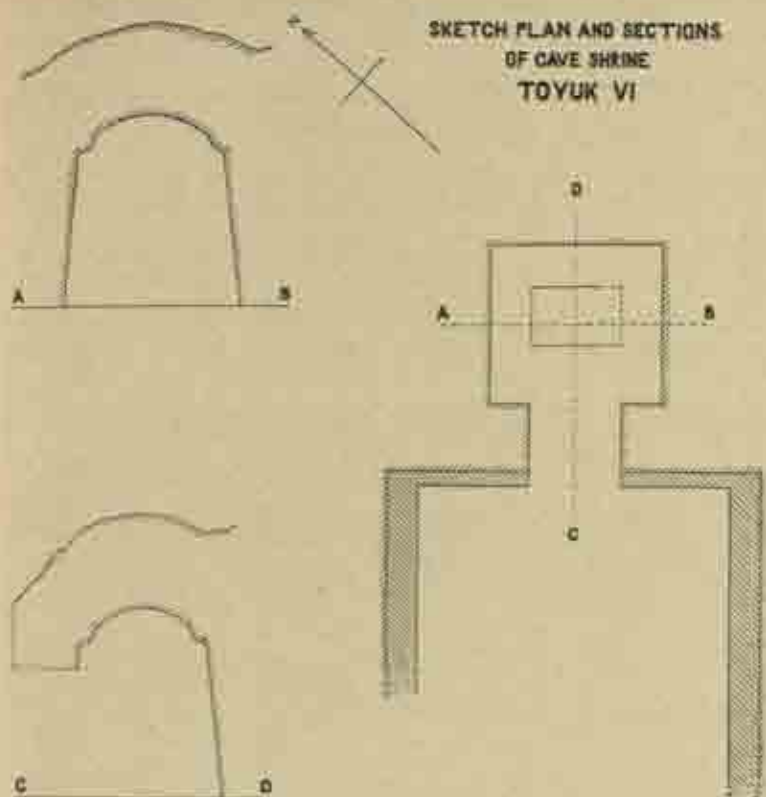 SKETCH PLAN AND SECTIONS
OF CAVE SHRINE
TOYUK VI
A B
D
A B
C
C D